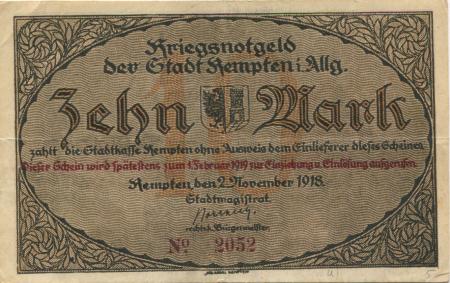 Kriegsnotgeld
der Stadt Kempten i. Allg.
Zehn Mark
zahlt die Stadtkasse Kempten ohne Ausweis dem Einlieferer dieses Scheines
Dieser Schein wird spätestens zum 1. Februar 1919 zur Einziehung u. Einlösung aufgerufen.
Kempten, den 2. November 1918.
Stadtmagistrat.
rechtsk. Bürgermeister.
No 2052
5-